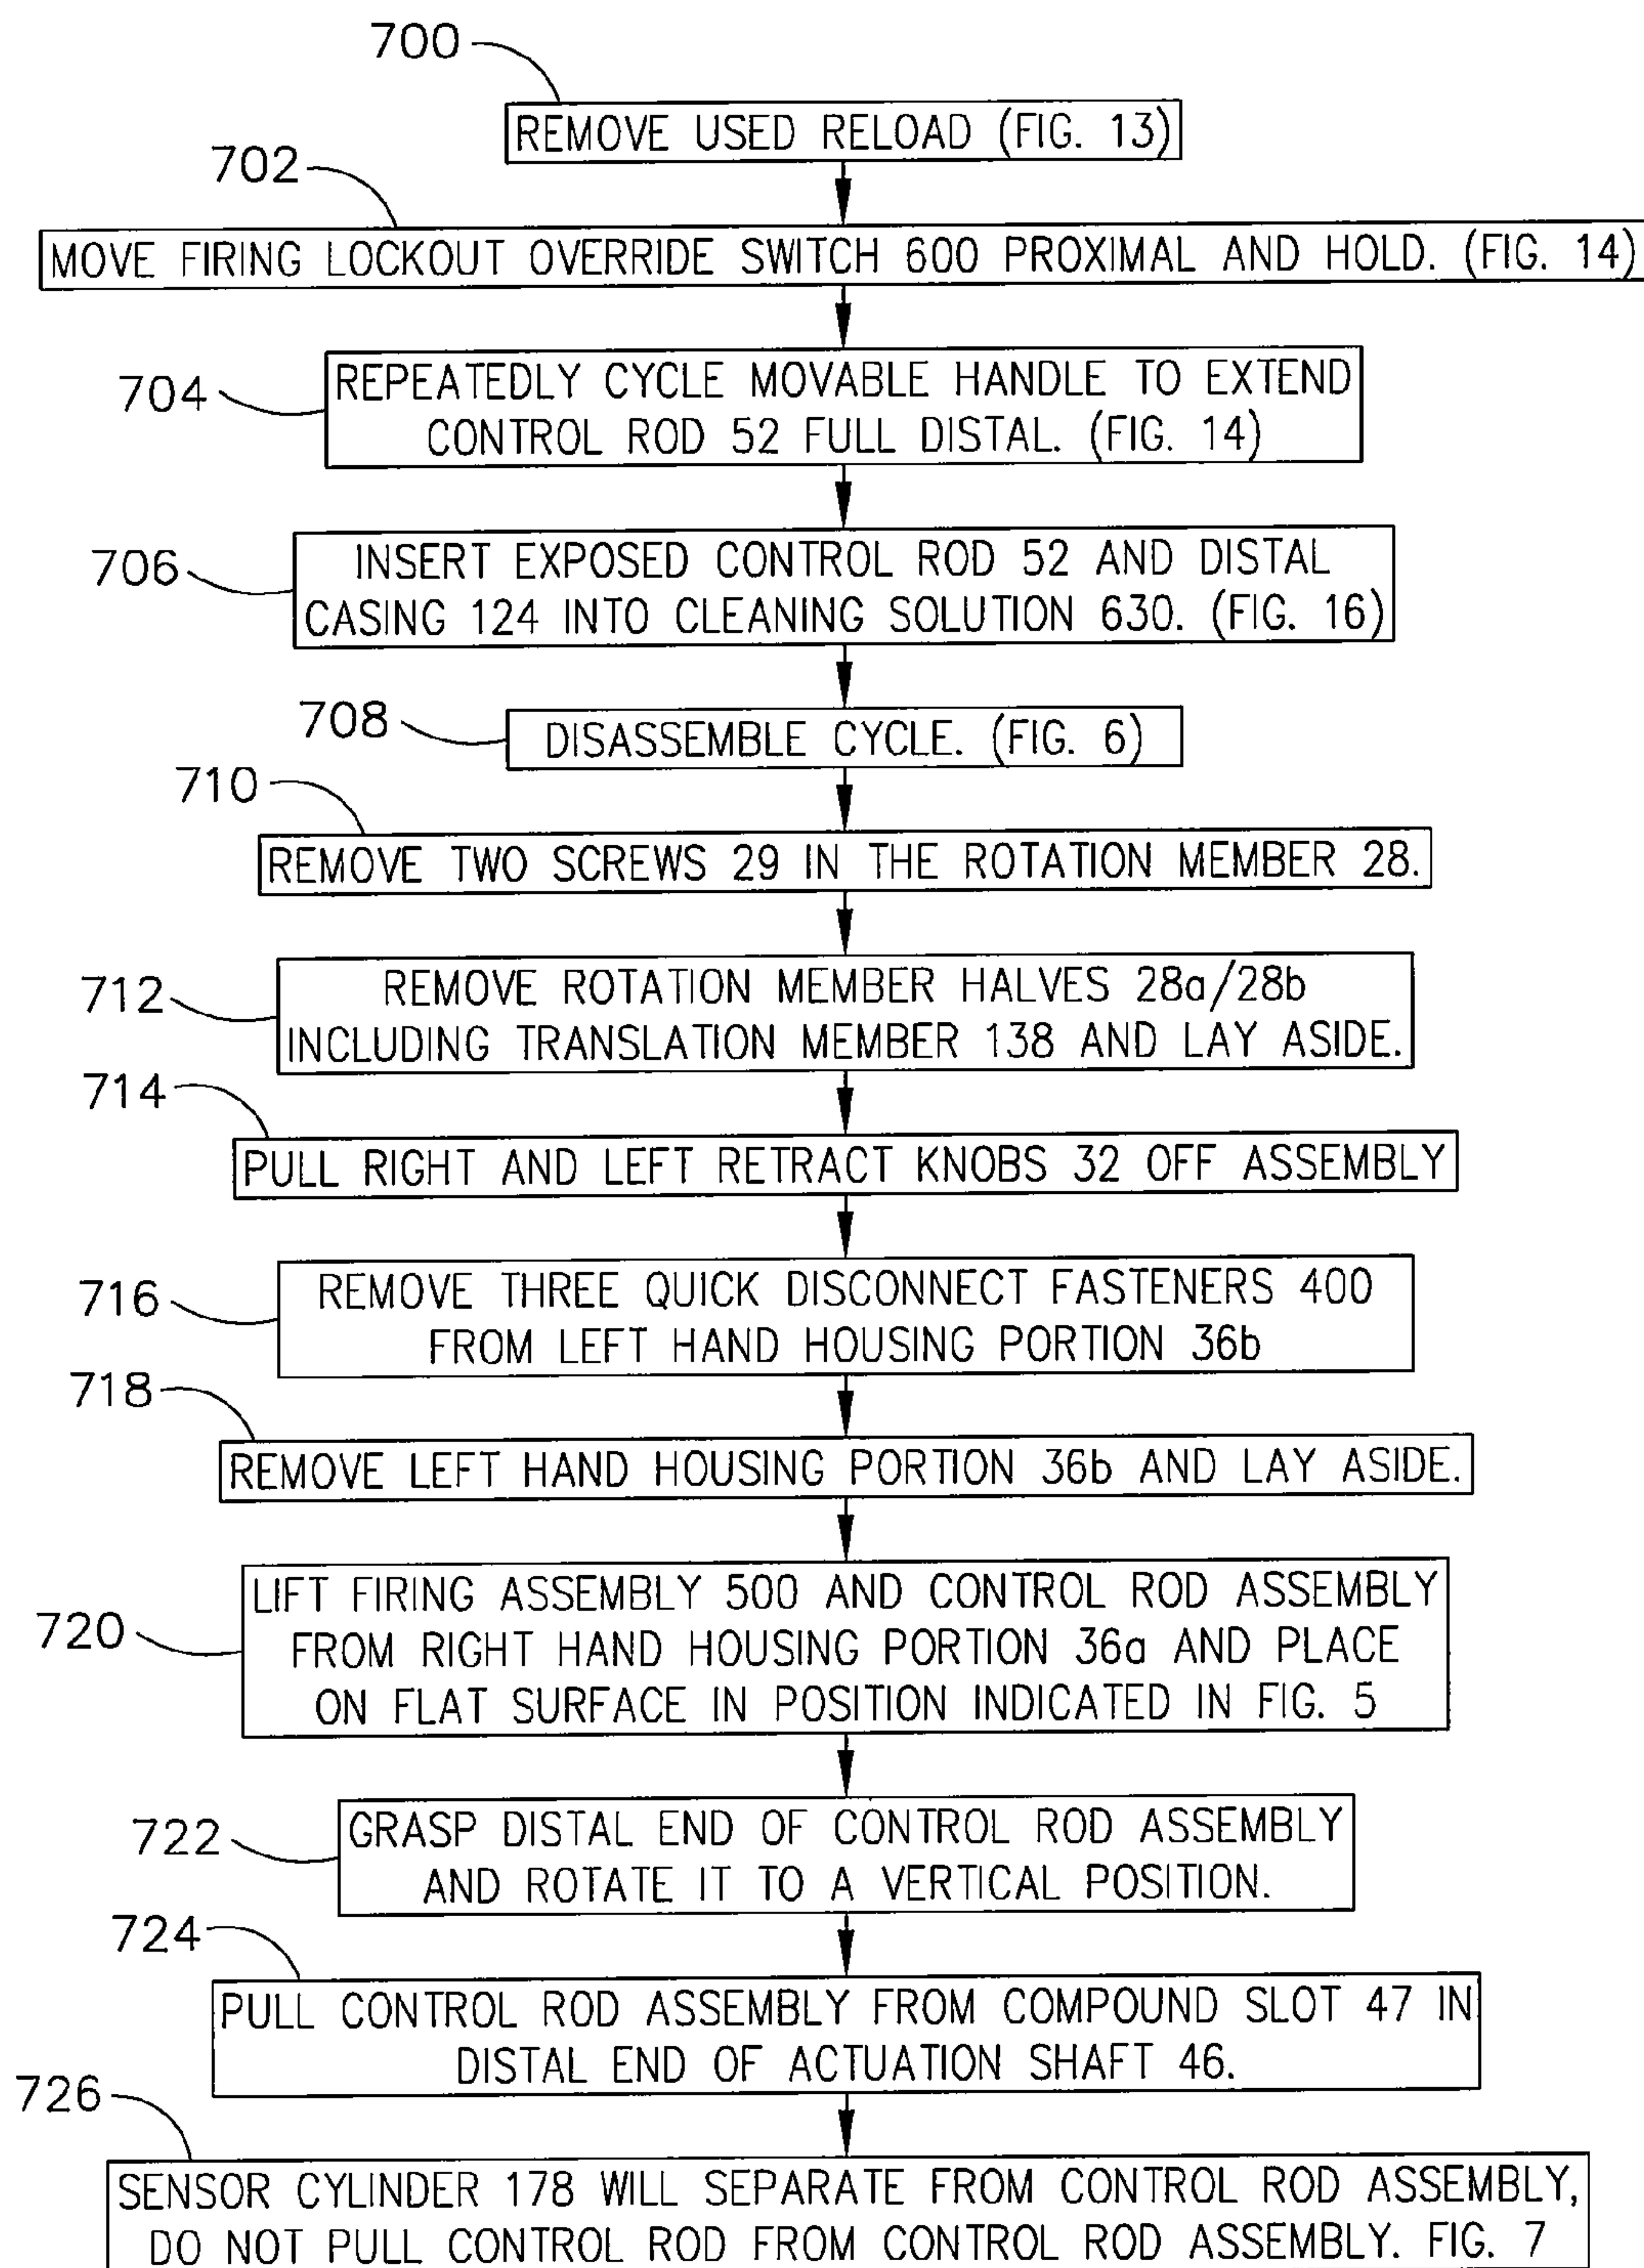 700
REMOVE USED RELOAD (FIG. 13)
702
MOVE FIRING LOCKOUT OVERRIDE SWITCH 600 PROXIMAL AND HOLD. (FIG. 14)
704
REPEATEDLY CYCLE MOVABLE HANDLE TO EXTEND
CONTROL ROD 52 FULL DISTAL. (FIG. 14)
706
INSERT EXPOSED CONTROL ROD 52 AND DISTAL
CASING 124 INTO CLEANING SOLUTION 630. (FIG. 16)
708
DISASSEMBLE CYCLE. (FIG. 6)
710
REMOVE TWO SCREWS 29 IN THE ROTATION MEMBER 28.
712
REMOVE ROTATION MEMBER HALVES 28a/28b
INCLUDING TRANSLATION MEMBER 138 AND LAY ASIDE.
714
PULL RIGHT AND LEFT RETRACT KNOBS 32 OFF ASSEMBLY
716
REMOVE THREE QUICK DISCONNECT FASTENERS 400
FROM LEFT HAND HOUSING PORTION 36b
718
REMOVE LEFT HAND HOUSING PORTION 36b AND LAY ASIDE.
720
LIFT FIRING ASSEMBLY 500 AND CONTROL ROD ASSEMBLY
FROM RIGHT HAND HOUSING PORTION 36a AND PLACE
ON FLAT SURFACE IN POSITION INDICATED IN FIG. 5
722
GRASP DISTAL END OF CONTROL ROD ASSEMBLY
AND ROTATE IT TO A VERTICAL POSITION.
724
PULL CONTROL ROD ASSEMBLY FROM COMPOUND SLOT 47 IN
DISTAL END OF ACTUATION SHAFT 46.
726
SENSOR CYLINDER 178 WILL SEPARATE FROM CONTROL ROD ASSEMBLY,
DO NOT PULL CONTROL ROD FROM CONTROL ROD ASSEMBLY. FIG. 7